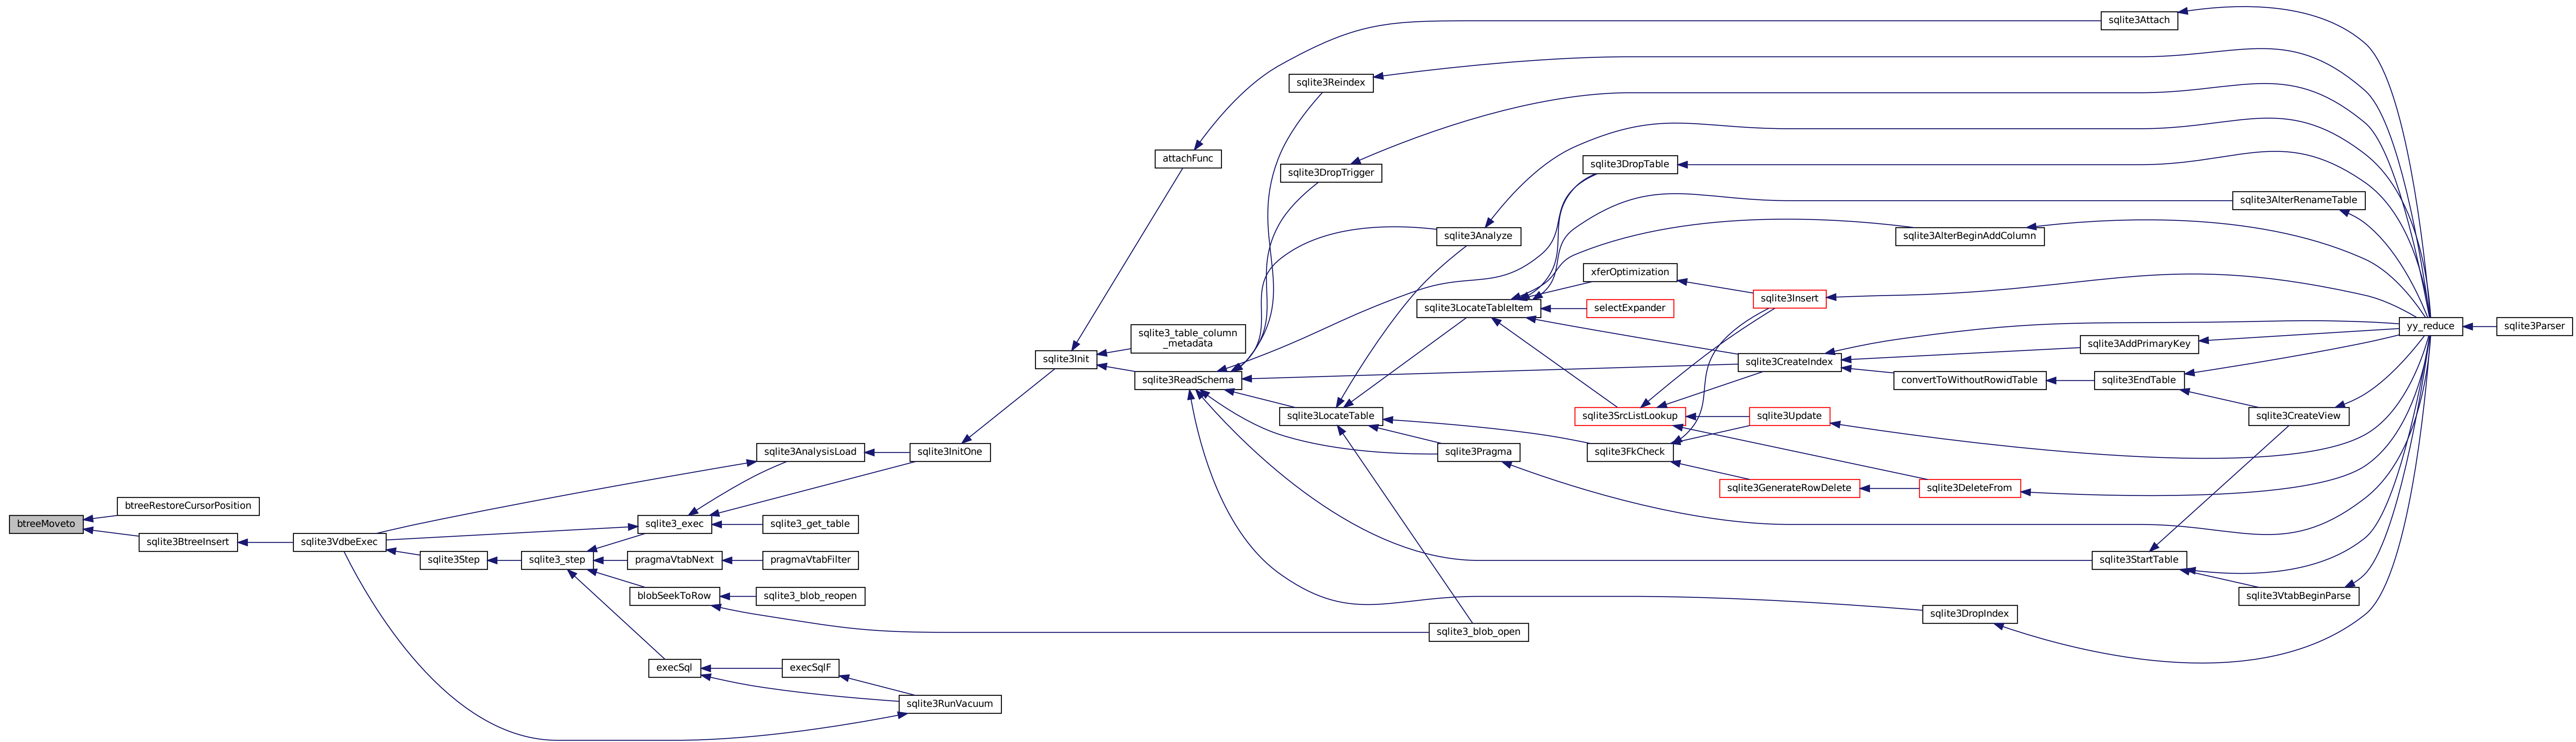 btreeMoveto
btreeRestoreCursorPosition
sqlite3BtreeInsert
sqlite3VdbeExec
sqlite3Step
sqlite3_step
sqlite3_exec
pragmaVtabNext
blobSeekToRow
execSql
sqlite3AnalysisLoad
sqlite3_get_table
pragmaVtabFilter
sqlite3_blob_reopen
execSqlF
sqlite3InitOne
sqlite3RunVacuum
sqlite3Init
attachFunc
sqlite3_table_column
_metadata
sqlite3ReadSchema
sqlite3Reindex
sqlite3DropTrigger
sqlite3LocateTable
sqlite3Analyze
sqlite3LocateTableItem
sqlite3Pragma
sqlite3_blob_open
sqlite3DropTable
xferOptimization
selectExpander
sqlite3SrcListLookup
sqlite3FkCheck
sqlite3Insert
sqlite3CreateIndex
sqlite3Update
sqlite3GenerateRowDelete
sqlite3AlterBeginAddColumn
convertToWithoutRowidTable
sqlite3DeleteFrom
sqlite3DropIndex
sqlite3Attach
sqlite3AddPrimaryKey
sqlite3EndTable
sqlite3StartTable
sqlite3AlterRenameTable
sqlite3CreateView
sqlite3VtabBeginParse
yy_reduce
sqlite3Parser